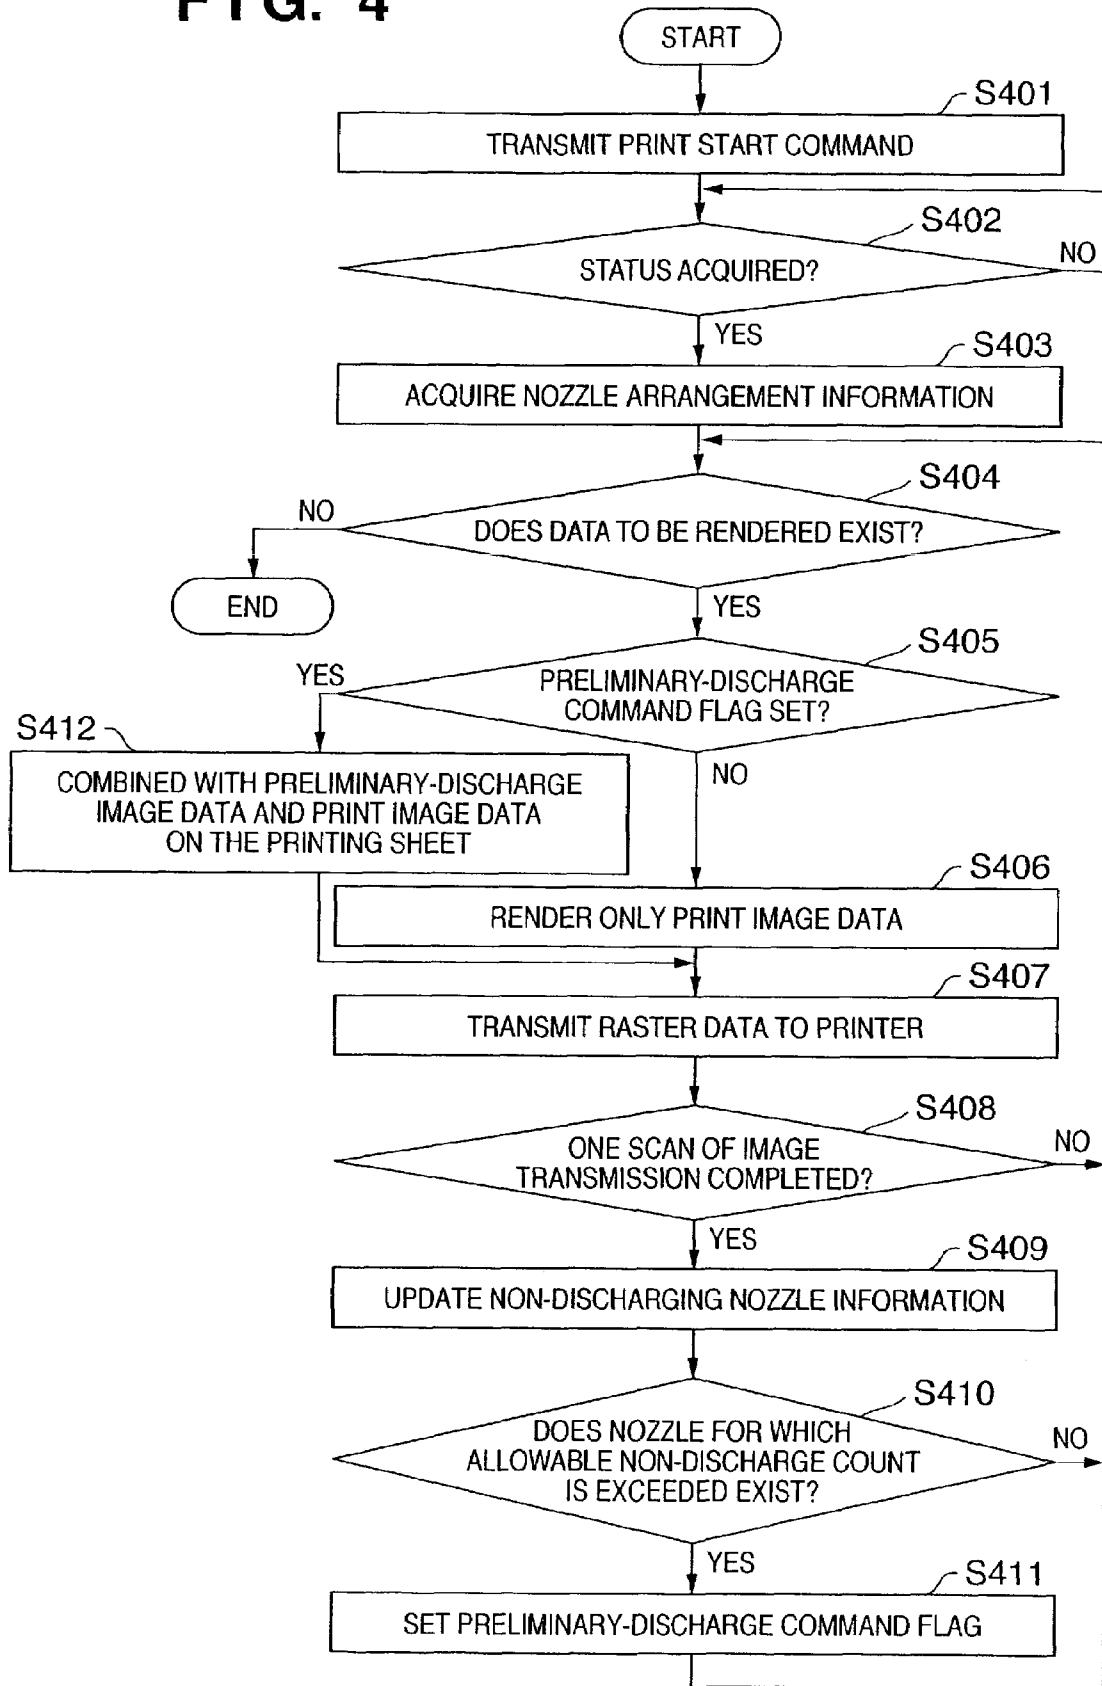 FIG. 4
START
S401
TRANSMIT PRINT START COMMAND
S402
STATUS ACQUIRED?
NO
YES
S403
ACQUIRE NOZZLE ARRANGEMENT INFORMATION
S404
NO
DOES DATA TO BE RENDERED EXIST?
END
YES
S405
YES
PRELIMINARY-DISCHARGE
COMMAND FLAG SET?
S412
NO
COMBINED WITH PRELIMINARY-DISCHARGE
IMAGE DATA AND PRINT IMAGE DATA
ON THE PRINTING SHEET
S406
RENDER ONLY PRINT IMAGE DATA
S407
TRANSMIT RASTER DATA TO PRINTER
S408
ONE SCAN OF IMAGE
TRANSMISSION COMPLETED?
NO
YES
S409
UPDATE NON-DISCHARGING NOZZLE INFORMATION
S410
DOES NOZZLE FOR WHICH
ALLOWABLE NON-DISCHARGE COUNT
IS EXCEEDED EXIST?
NO
YES
S411
SET PRELIMINARY-DISCHARGE COMMAND FLAG